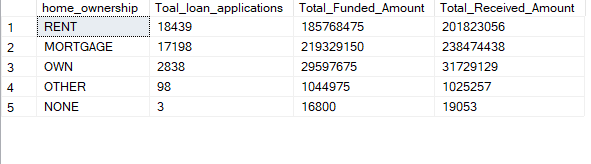 home_ownership Toal_loan_applications Total_Funded_Amount Total_Received_Amount
1 RENT 18439 185768475 201823056
2 MORTGAGE 17198 219329150 238474438
3 OWN 2838 29597675 31729129
4 OTHER 98 1044975 1025257
5 NONE 3 16800 19053